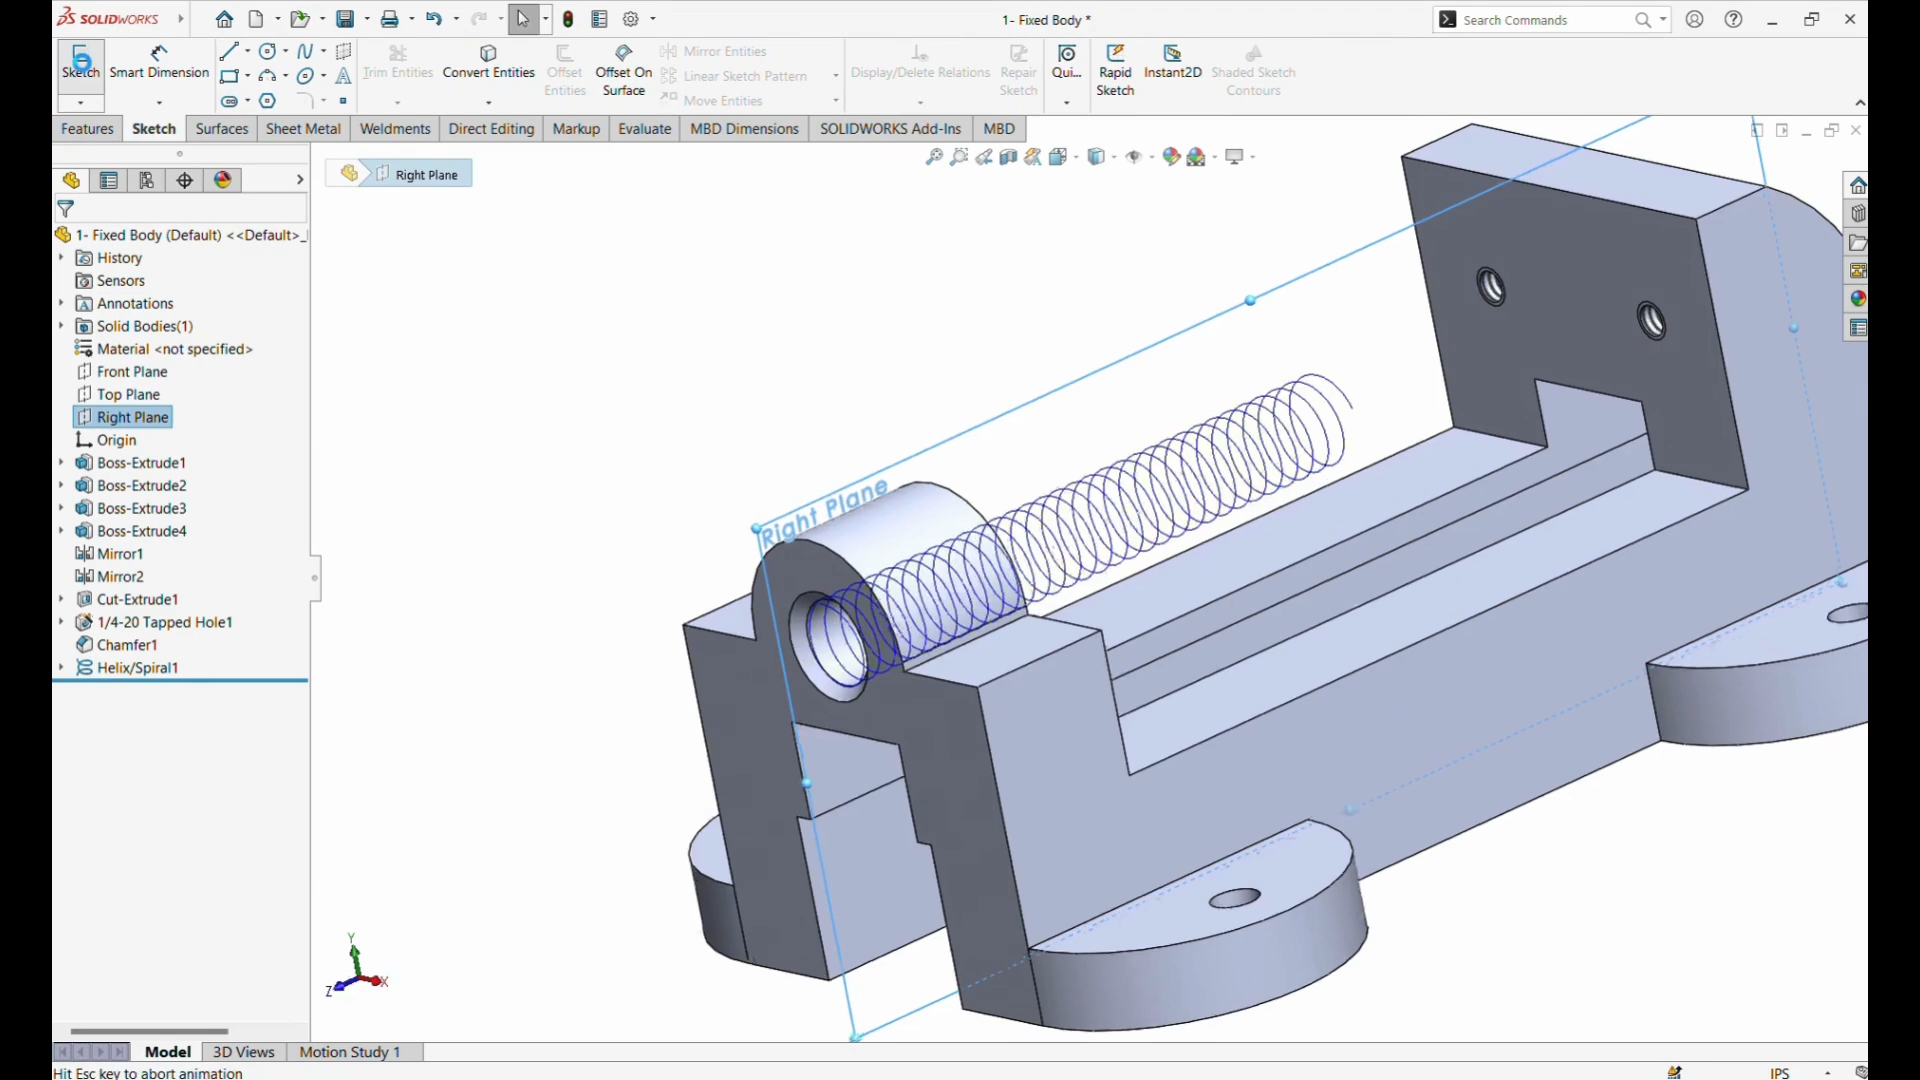 SOLIDWORKS
1- Fixed Body *
Search Commands
Sketch
Smart Dimension
Trim Entities
Convert Entities
Offset
Entities
Offset On
Surface
Mirror Entities
Linear Sketch Pattern
Move Entities
Display/Delete Relations
Repair
Sketch
Qui...
Rapid
Sketch
Instant2D
Shaded Sketch
Contours
Features
Sketch
Surfaces
Sheet Metal
Weldments
Direct Editing
Markup
Evaluate
MBD Dimensions
SOLIDWORKS Add-Ins
MBD
Right Plane
1- Fixed Body (Default) <<Default>_
History
Sensors
Annotations
Solid Bodies(1)
Material <not specified>
Front Plane
Top Plane
Right Plane
Origin
Boss-Extrude1
Boss-Extrude2
Boss-Extrude3
Boss-Extrude4
Mirror1
Mirror2
Cut-Extrude1
1/4-20 Tapped Hole1
Chamfer1
Helix/Spiral1
Right Plane
Y
X
Z
Model
3D Views
Motion Study 1
Hit Esc key to abort animation
IPS